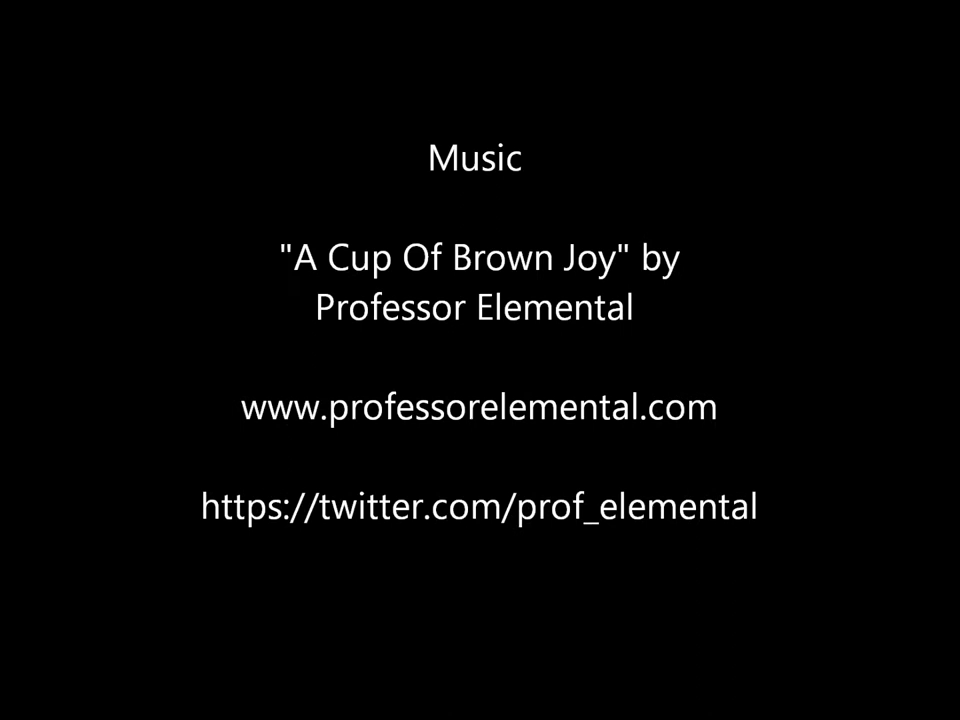 Music
"A Cup Of Brown Joy" by
Professor Elemental
www.professorelemental.com
https://twitter.com/prof_elemental